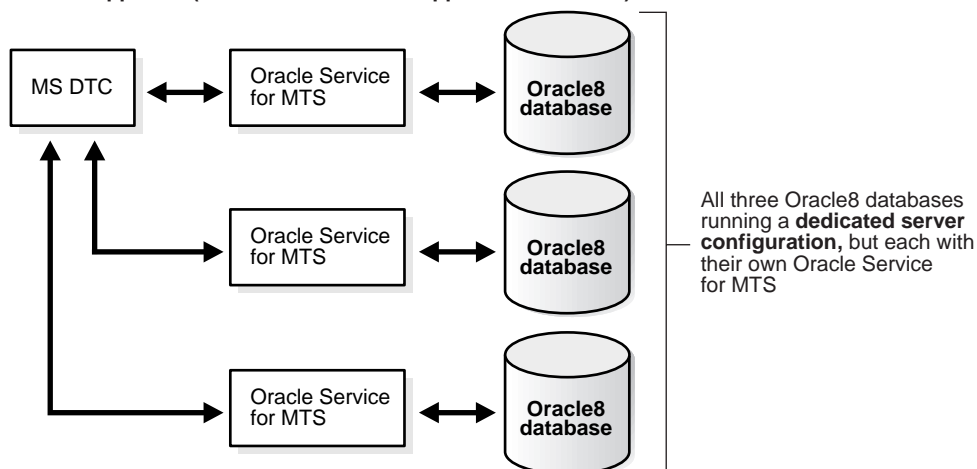 MS DTC
Oracle Service
for MTS
Oracle8
database
Oracle Service
for MTS
Oracle8
database
Oracle Service
for MTS
Oracle8
database
All three Oracle8 databases
running a dedicated server
configuration, but each with
their own Oracle Service
for MTS